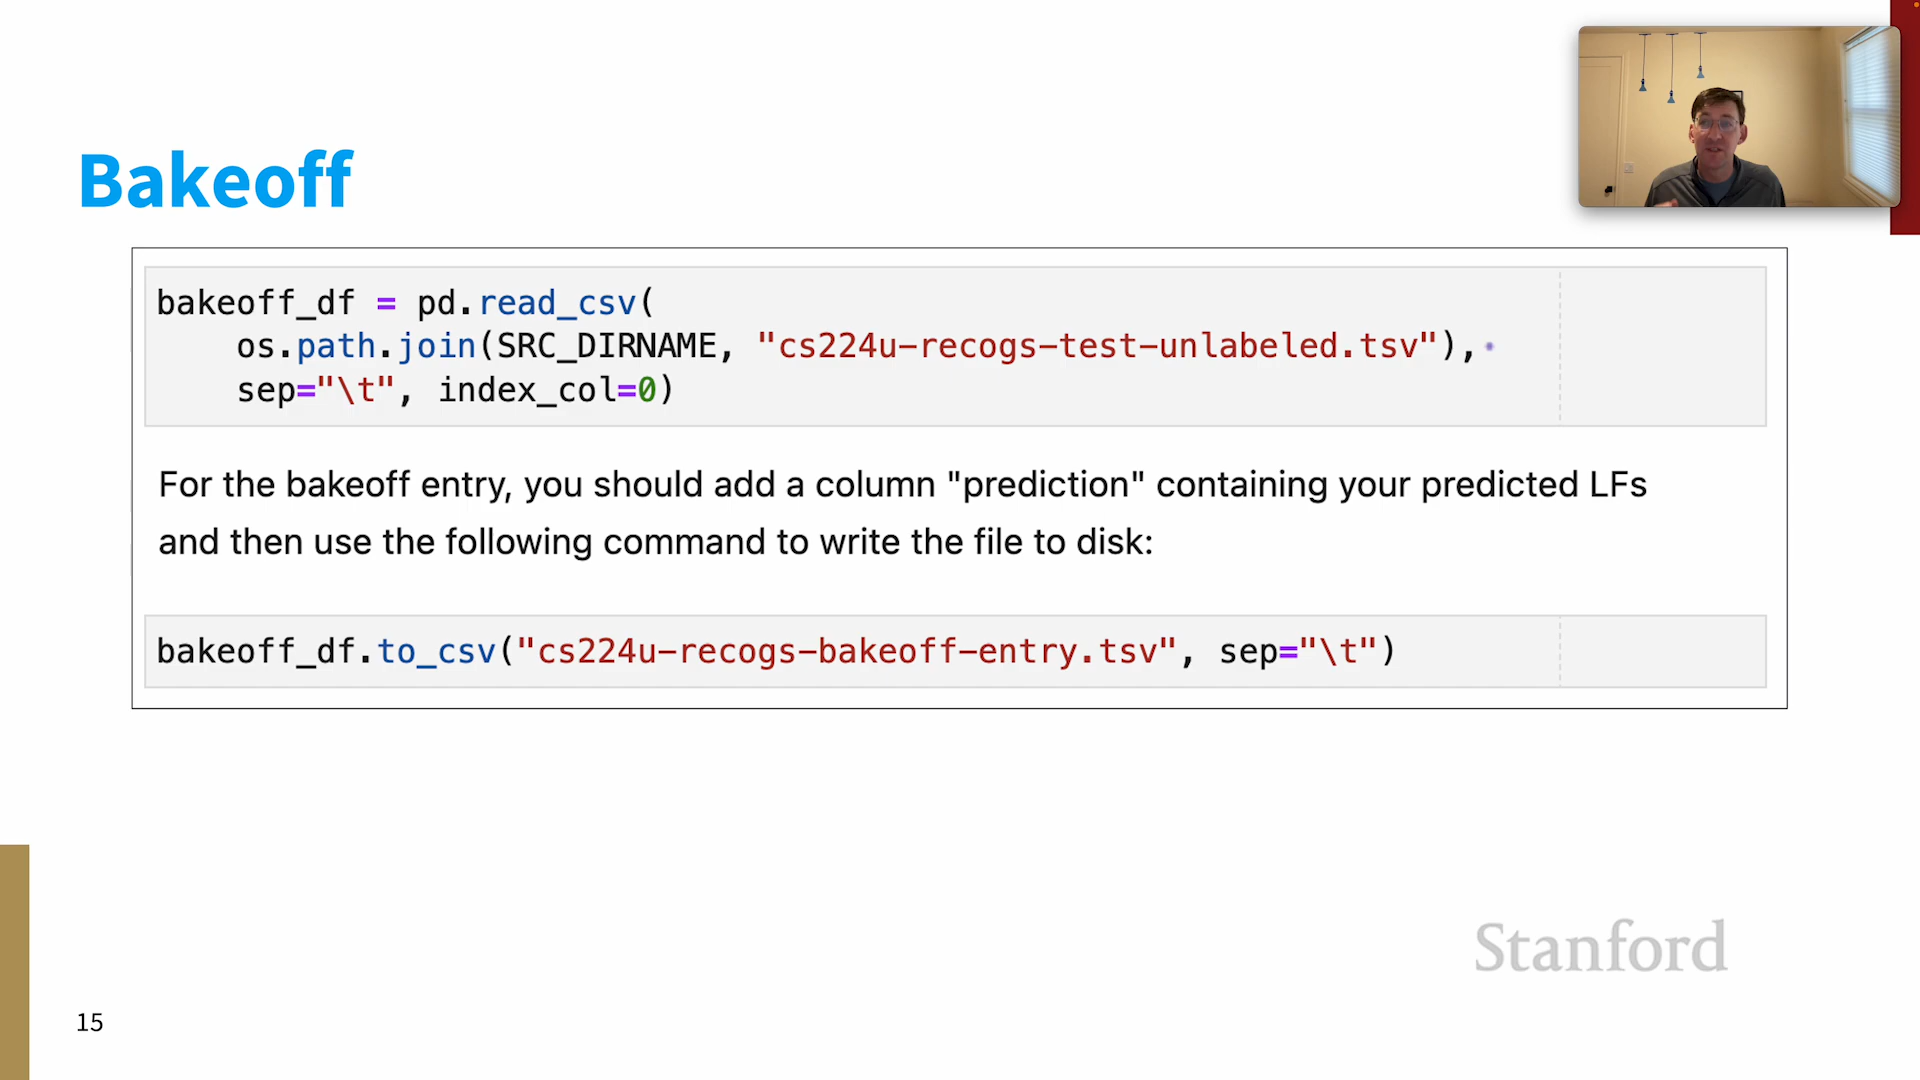 Bakeoff
bakeoff_df = pd.read_csv(
    os.path.join(SRC_DIRNAME, "cs224u-recogs-test-unlabeled.tsv"),
    sep="\t", index_col=0)
For the bakeoff entry, you should add a column "prediction" containing your predicted LFs
and then use the following command to write the file to disk:
bakeoff_df.to_csv("cs224u-recogs-bakeoff-entry.tsv", sep="\t")
Stanford
15